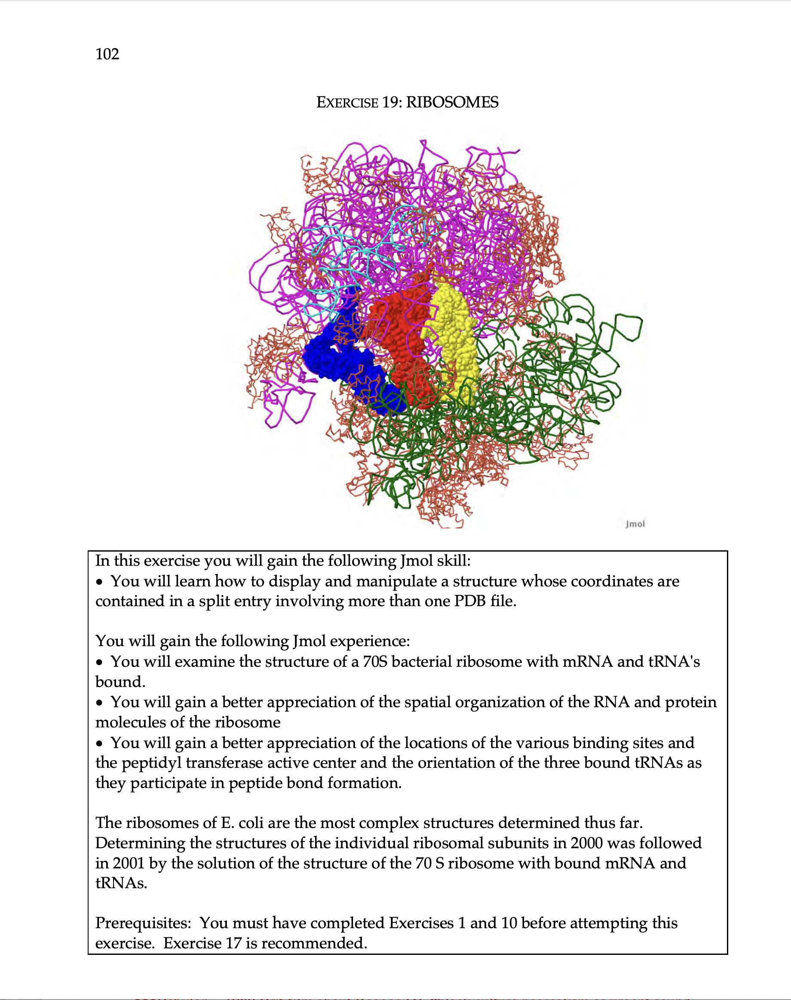 102
EXERCISE 19: RIBOSOMES
Jmol
In this exercise you will gain the following Jmol skill:
• You will learn how to display and manipulate a structure whose coordinates are
contained in a split entry involving more than one PDB file.
You will gain the following Jmol experience:
• You will examine the structure of a 70S bacterial ribosome with mRNA and tRNA's
bound.
• You will gain a better appreciation of the spatial organization of the RNA and protein
molecules of the ribosome
• You will gain a better appreciation of the locations of the various binding sites and
the peptidyl transferase active center and the orientation of the three bound tRNAs as
they participate in peptide bond formation.
The ribosomes of E. coli are the most complex structures determined thus far.
Determining the structures of the individual ribosomal subunits in 2000 was followed
in 2001 by the solution of the structure of the 70 S ribosome with bound mRNA and
tRNAs.
Prerequisites:  You must have completed Exercises 1 and 10 before attempting this
exercise.  Exercise 17 is recommended.